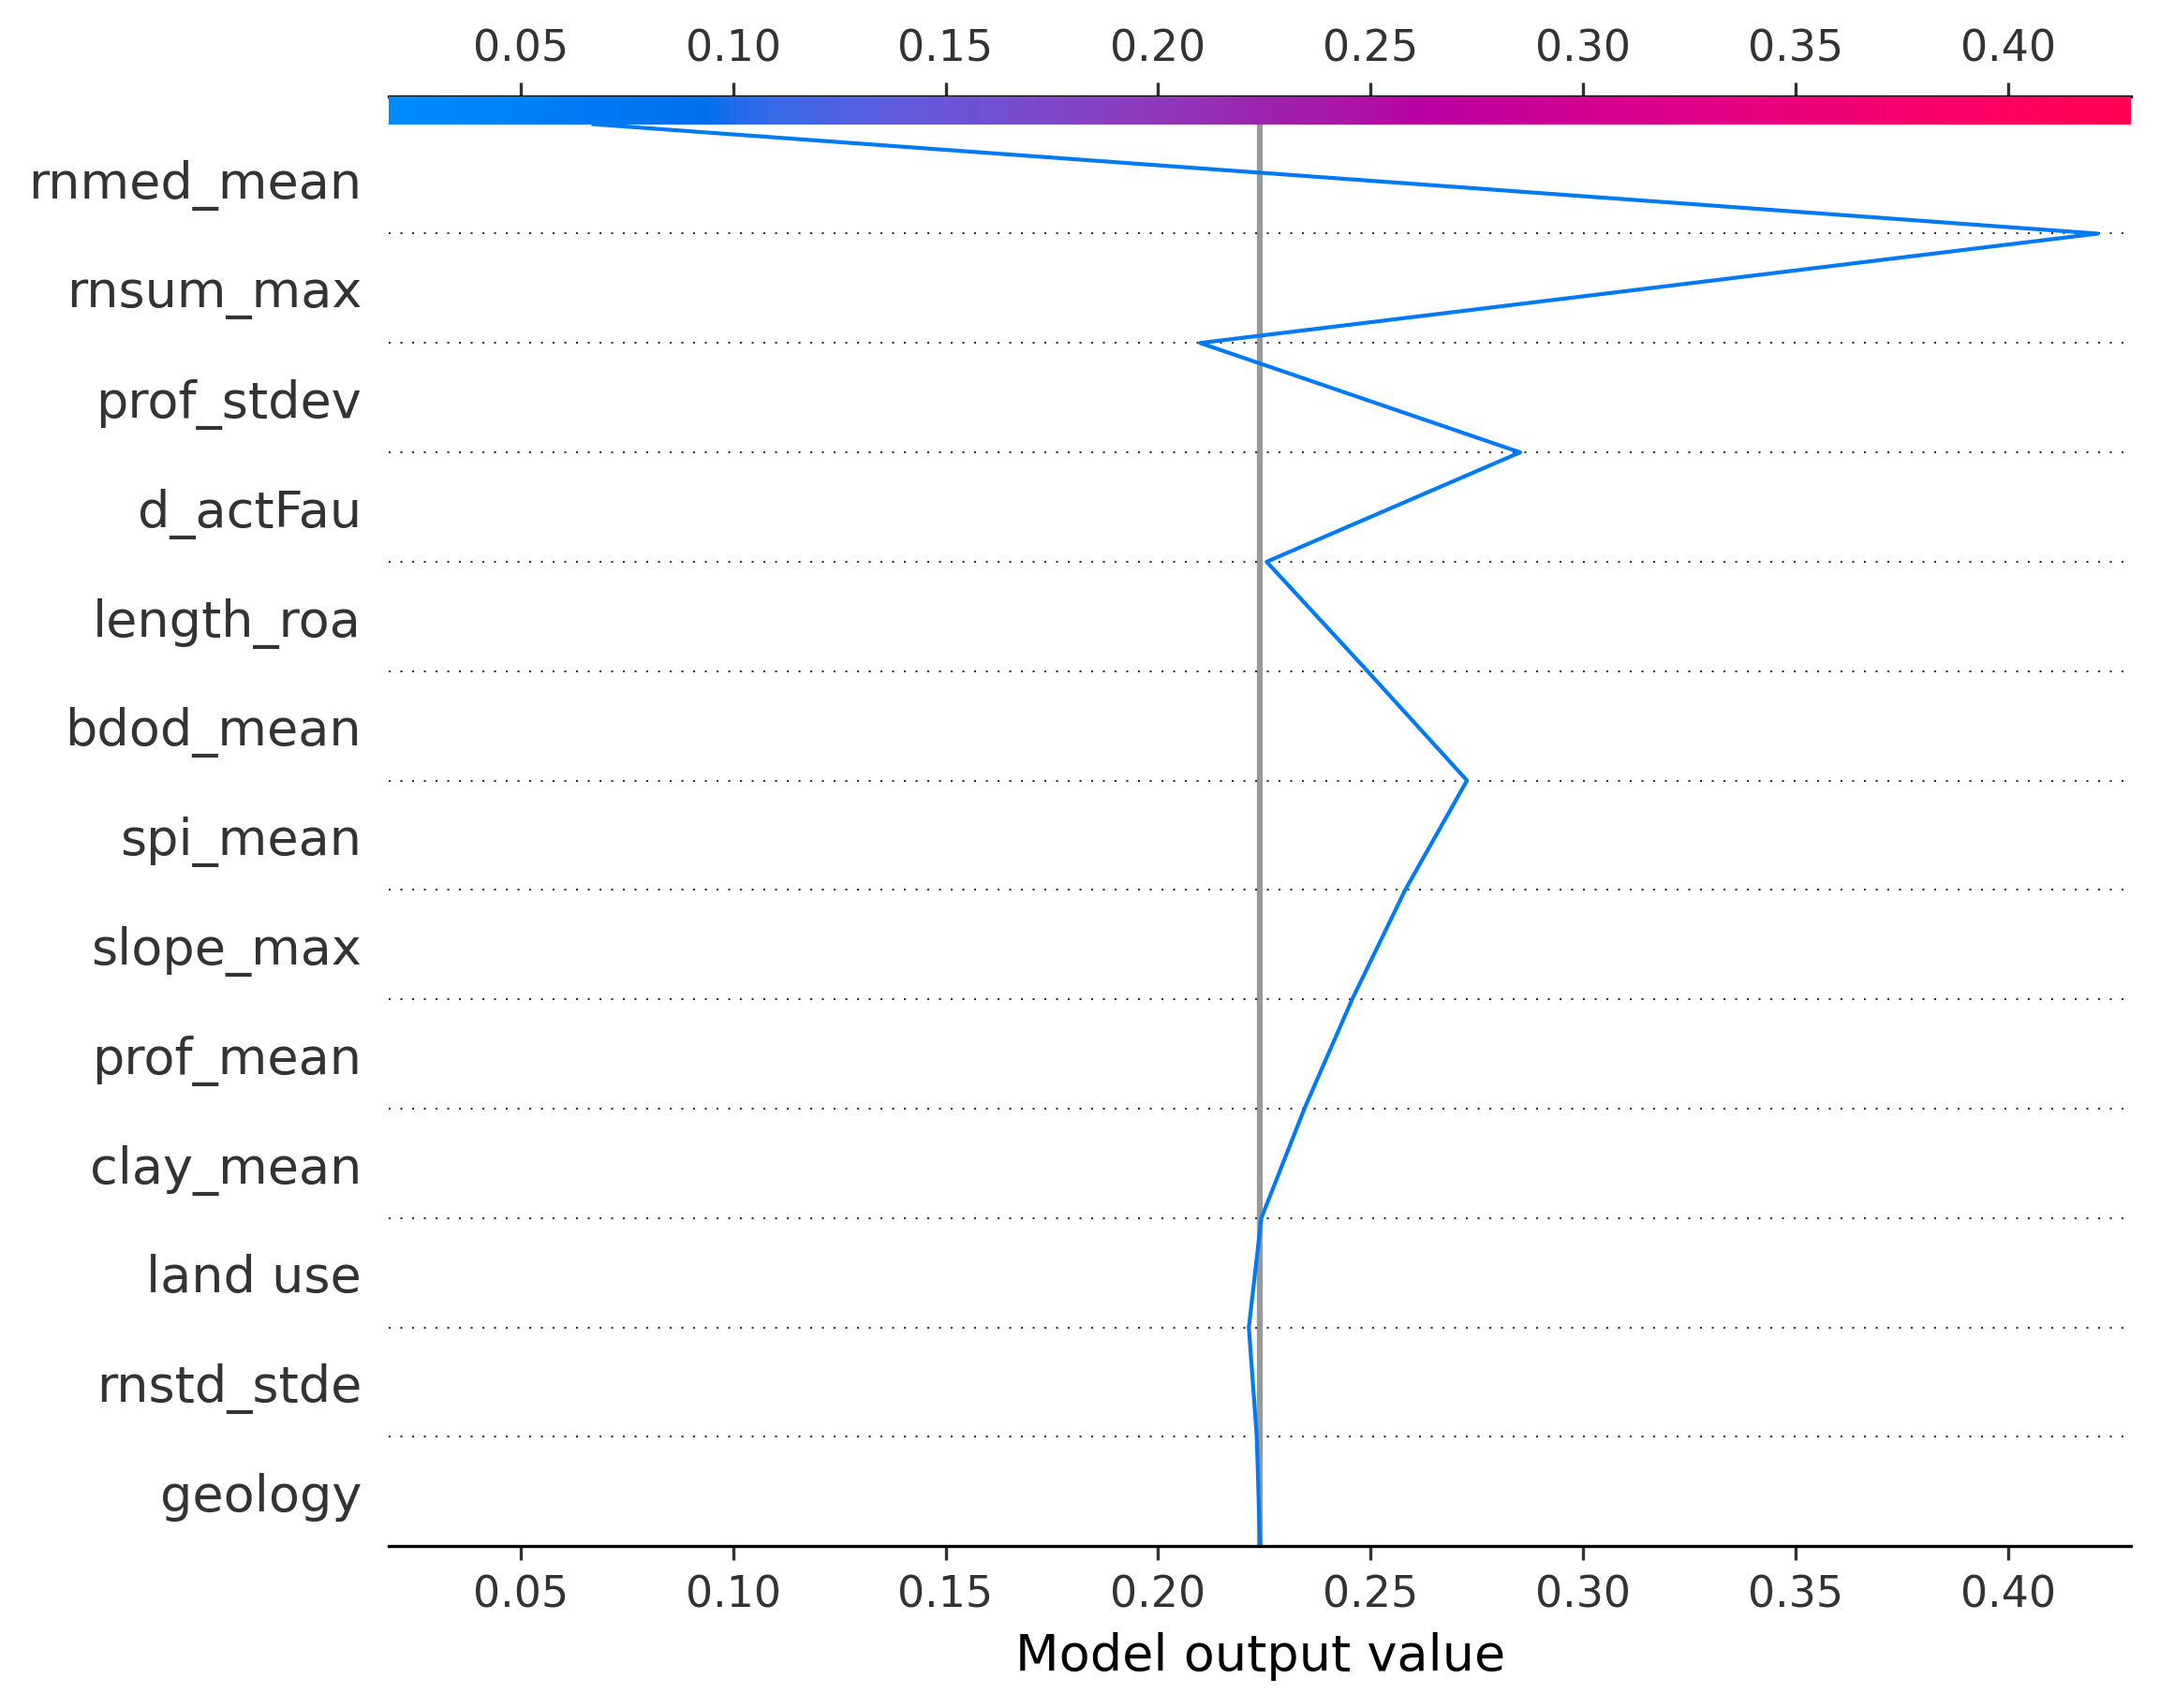 0.05 0.10 0.15 0.20 0.25 0.30 0.35 0.40
rnmed_mean
rnsum_max
prof_stdev
d_actFau
length_roa
bdod_mean
spi_mean
slope_max
prof_mean
clay_mean
land use
rnstd_stde
geology
0.05 0.10 0.15 0.20 0.25 0.30 0.35 0.40
Model output value